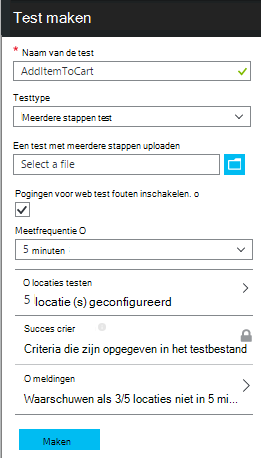 Test maken
* Naam van de test
AddItemToCart
Testtype
Meerdere stappen test
Een test met meerdere stappen uploaden
Select a file
Pogingen voor web test fouten inschakelen. o
Meetfrequentie O
5 minuten
O locaties testen
5 locatie (s) geconfigureerd
Succes crier
Criteria die zijn opgegeven in het testbestand
O meldingen
Waarschuwen als 3/5 locaties niet in 5 mi...
Maken